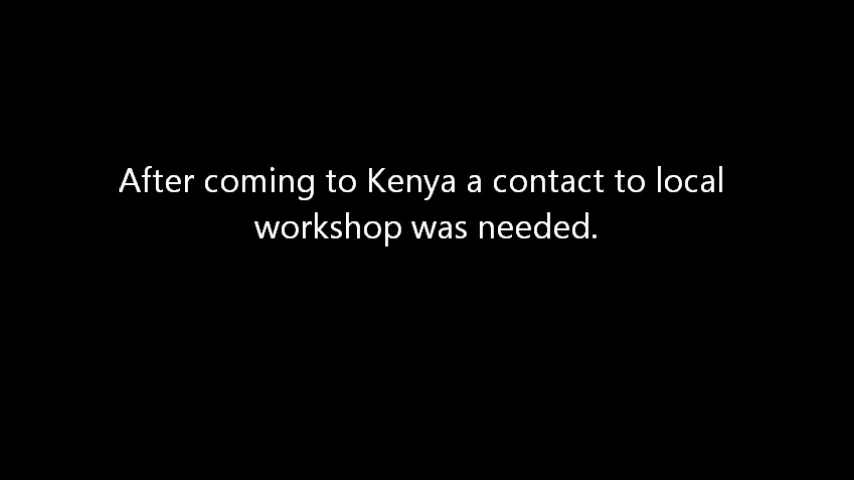 After coming to Kenya a contact to local
workshop was needed.